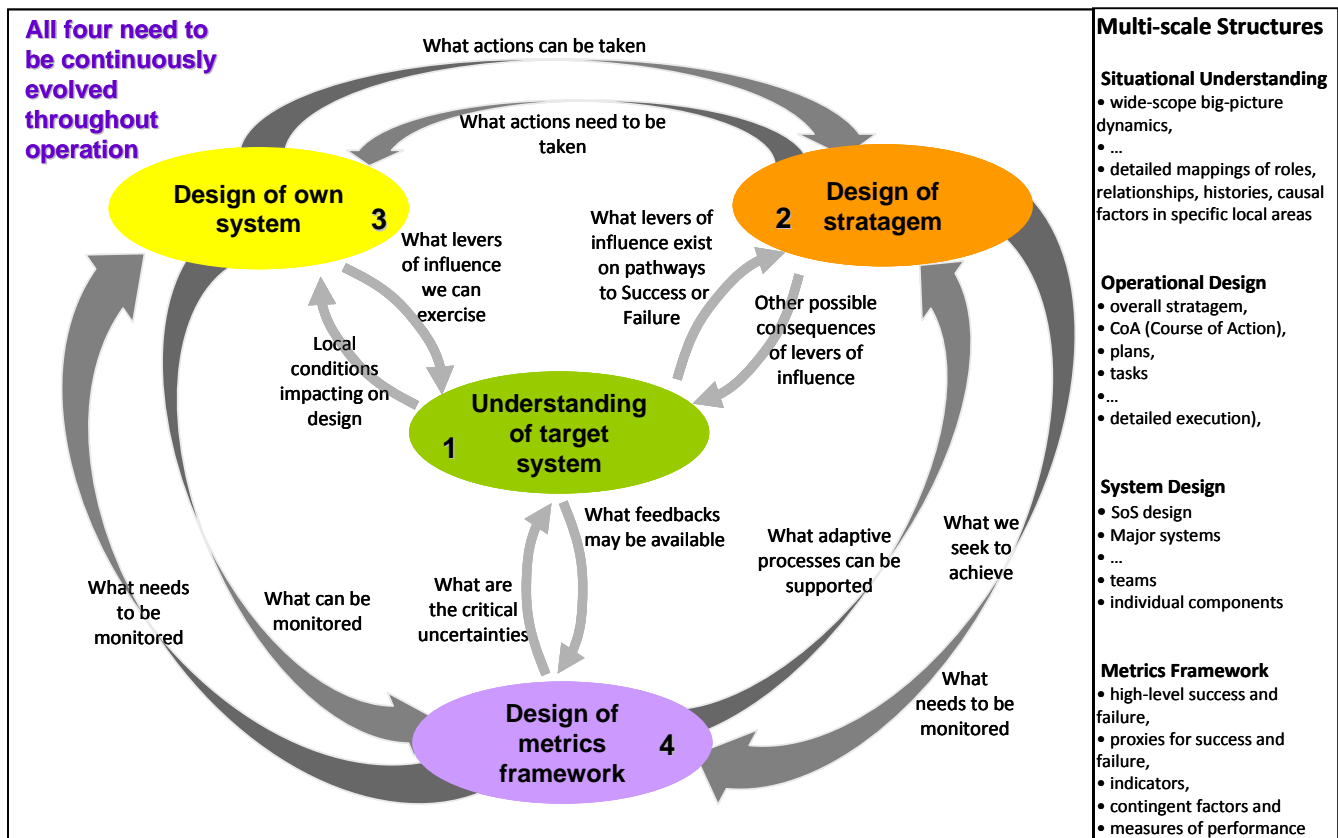 All four need to
be continuously
evolved
throughout
operation
What actions can be taken
What actions need to be
taken
Design of own
system
3
Design of
stratagem
2
What levers
of influence
we can
exercise
Local
conditions
impacting on
design
What levers of
influence exist
on pathways
to Success or
Failure
Other possible
consequences
of levers of
influence
Understanding
of target
system
1
What feedbacks
may be available
What are
the critical
uncertainties
What needs
to be
monitored
What can be
monitored
What adaptive
processes can be
supported
What we
seek to
achieve
What
needs to be
monitored
Design of
metrics
framework
4
Multi-scale Structures
Situational Understanding
• wide-scope big-picture
dynamics,
• ...
• detailed mappings of roles,
relationships, histories, causal
factors in specific local areas
Operational Design
• overall stratagem,
• CoA (Course of Action),
• plans,
• tasks
•...
• detailed execution),
System Design
• SoS design
• Major systems
• ...
• teams
• individual components
Metrics Framework
• high-level success and
failure,
• proxies for success and
failure,
• indicators,
• contingent factors and
• measures of performance